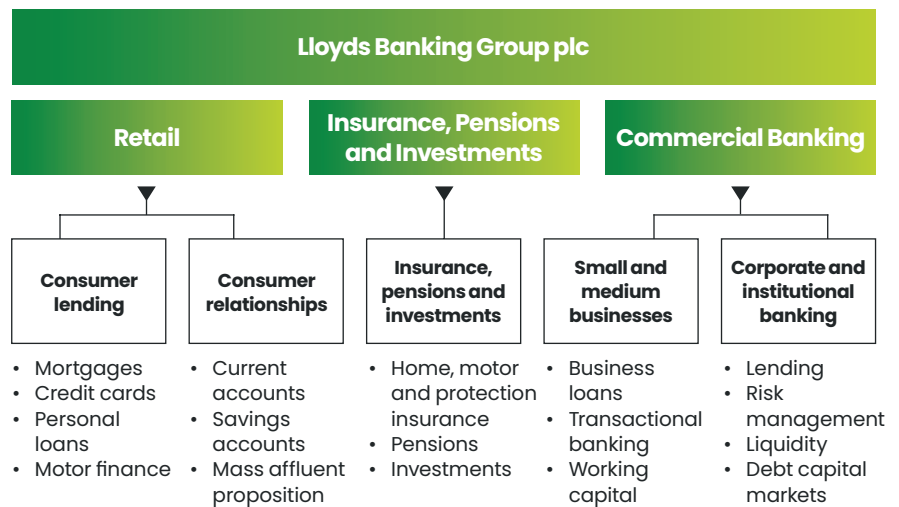 Lloyds Banking Group plc
Retail
Insurance, Pensions
and Investments
Commercial Banking
Consumer
lending
Consumer
relationships
Insurance,
pensions and
investments
Small and
medium
businesses
Corporate and
institutional
banking
• Mortgages
• Credit cards
• Personal
loans
• Motor finance
• Current
accounts
• Savings
accounts
• Mass affluent
proposition
• Home, motor
and protection
insurance
• Pensions
• Investments
• Business
loans
• Transactional
banking
• Working
capital
• Lending
• Risk
management
• Liquidity
• Debt capital
markets